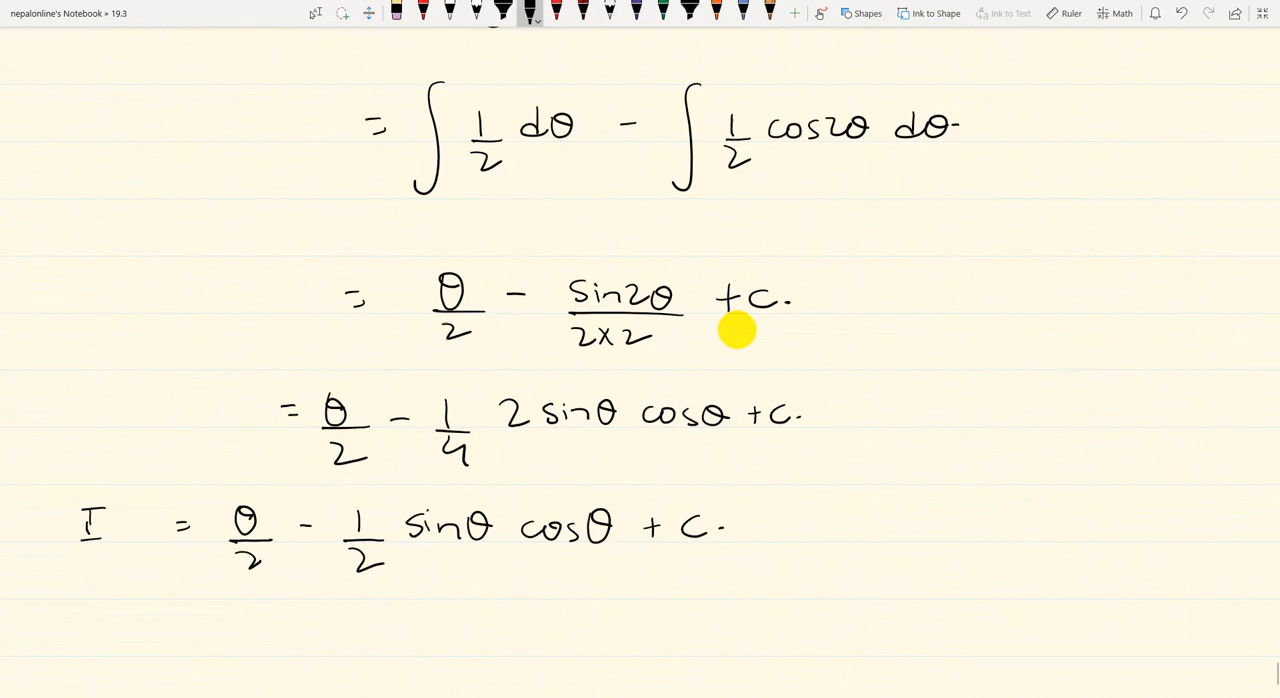 nepalonline's Notebook » 19.3 Shapes Ink to Shape Ink to Text Ruler Math
= ∫ 1/2 dθ - ∫ 1/2 cos2θ dθ.
= θ/2 - sin2θ/2×2 +c.
= θ/2 - 1/4 2 sinθ cosθ +c.
I = θ/2 - 1/2 sinθ cosθ + c.